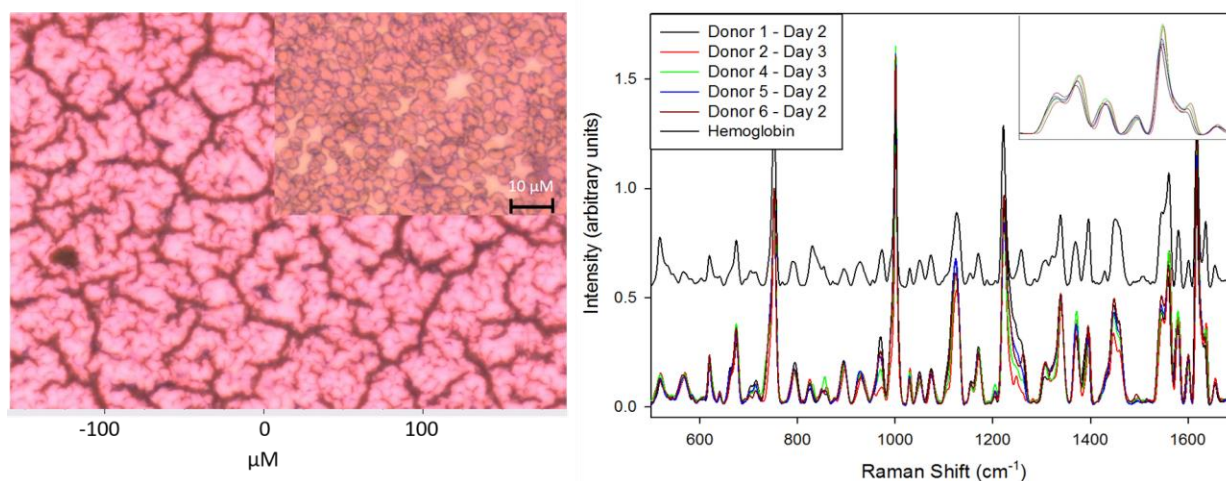 10 µM
-100
0
100
µM
Donor 1 - Day 2
Donor 2 - Day 3
Donor 4 - Day 3
Donor 5 - Day 2
Donor 6 - Day 2
Hemoglobin
Intensity (arbitrary units)
1.5
1.0
0.5
0.0
600
800
1000
1200
1400
1600
Raman Shift (cm⁻¹)